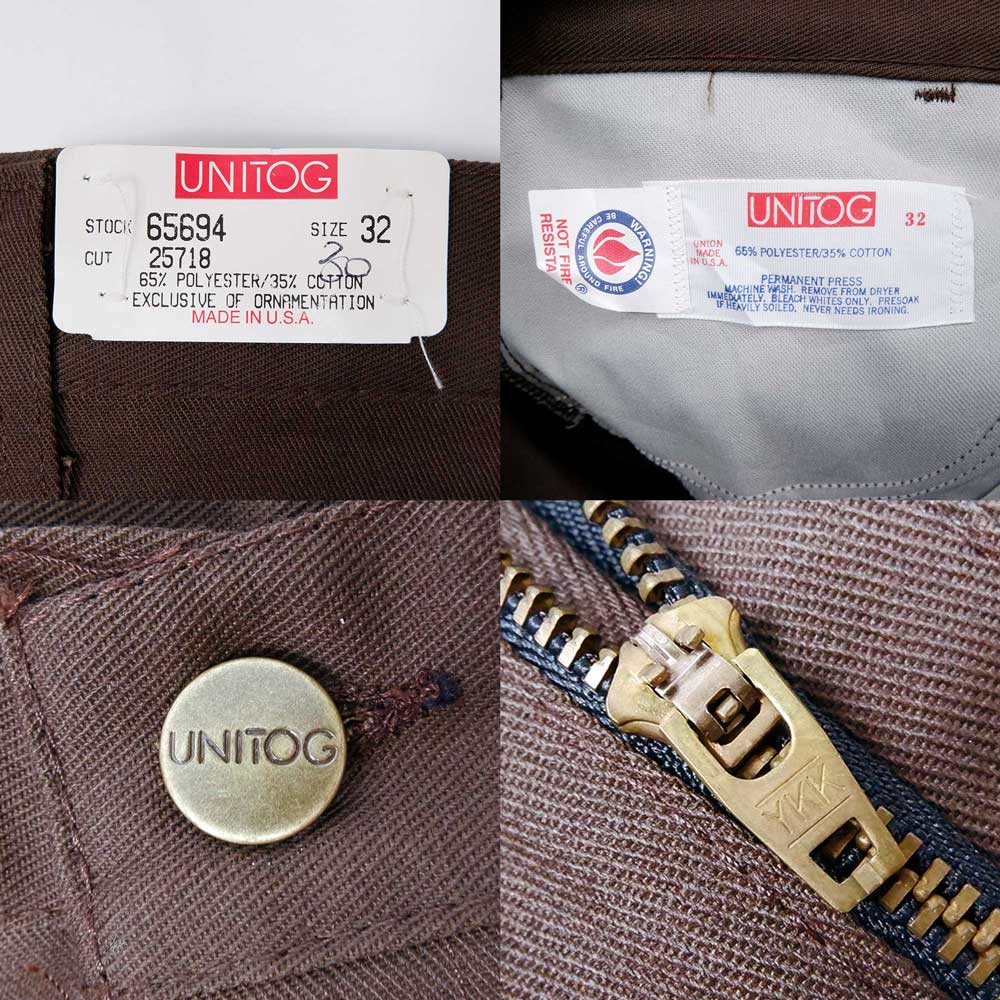 UNITOG
STOCK 65694 SIZE 32
CUT 25718 30
65% POLYESTER/35% COTTON
EXCLUSIVE OF ORNAMENTATION
MADE IN U.S.A.
NOT FIRE
RESISTA
WARNING!
BE CAREFUL AROUND FIRE
®
UNITOG 32
UNION
MADE
IN U.S.A.
65% POLYESTER/35% COTTON
PERMANENT PRESS
MACHINE WASH. REMOVE FROM DRYER
IMMEDIATELY. BLEACH WHITES ONLY. PRESOAK
IF HEAVILY SOILED. NEVER NEEDS IRONING.
UNITOG
YKK